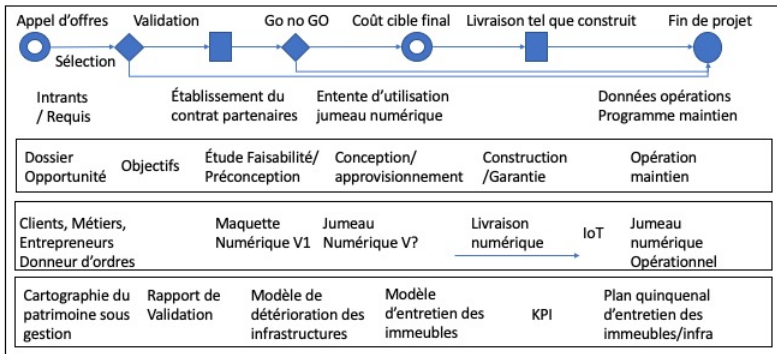 Appel d'offres Validation Go no GO Coût cible final Livraison tel que construit Fin de projet
Sélection
Intrants
/ Requis
Établissement du
contrat partenaires
Entente d'utilisation
jumeau numérique
Données opérations
Programme maintien
Dossier
Opportunité
Objectifs
Étude Faisabilité/
Préconception
Conception/
approvisionnement
Construction
/Garantie
Opération
maintien
Clients, Métiers,
Entrepreneurs
Donneur d'ordres
Maquette
Numérique V1
Jumeau
Numérique V?
Livraison
numérique
IoT
Jumeau
numérique
Opérationnel
Cartographie du
patrimoine sous
gestion
Rapport de
Validation
Modèle de
détérioration des
infrastructures
Modèle
d'entretien des
immeubles
KPI
Plan quinquenal
d'entretien des
immeubles/infra